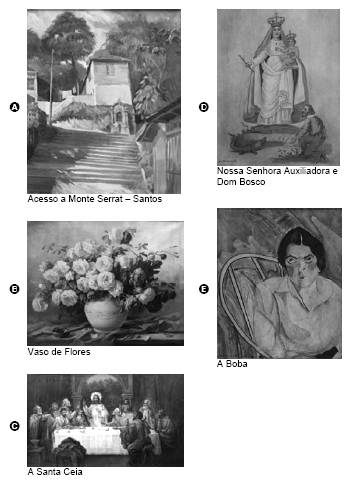 A
Acesso a Monte Serrat – Santos
B
Vaso de Flores
C
A Santa Ceia
D
Nossa Senhora Auxiliadora e
Dom Bosco
E
A Boba